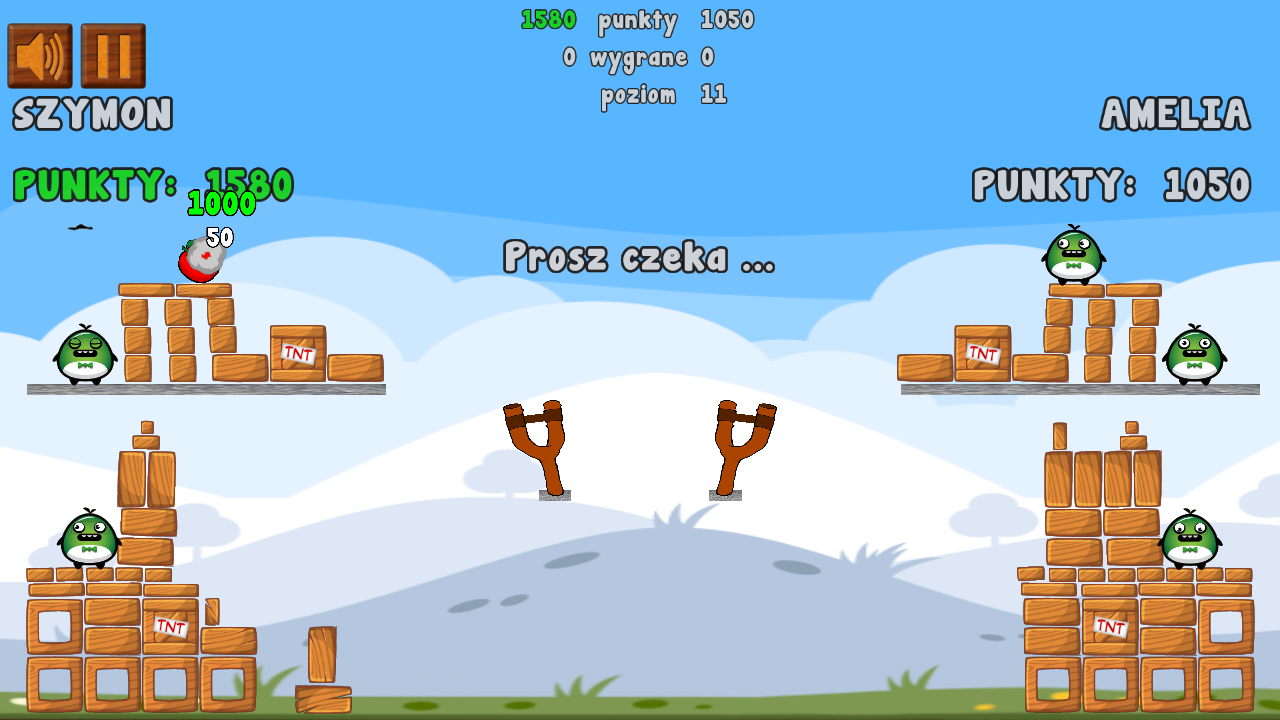 1580 punkty 1050
0 wygrane 0
poziom 11
SZYMON
AMELIA
PUNKTY: 1580
PUNKTY: 1050
1000
50
Prosz czeka ...
TNT
TNT
TNT
TNT